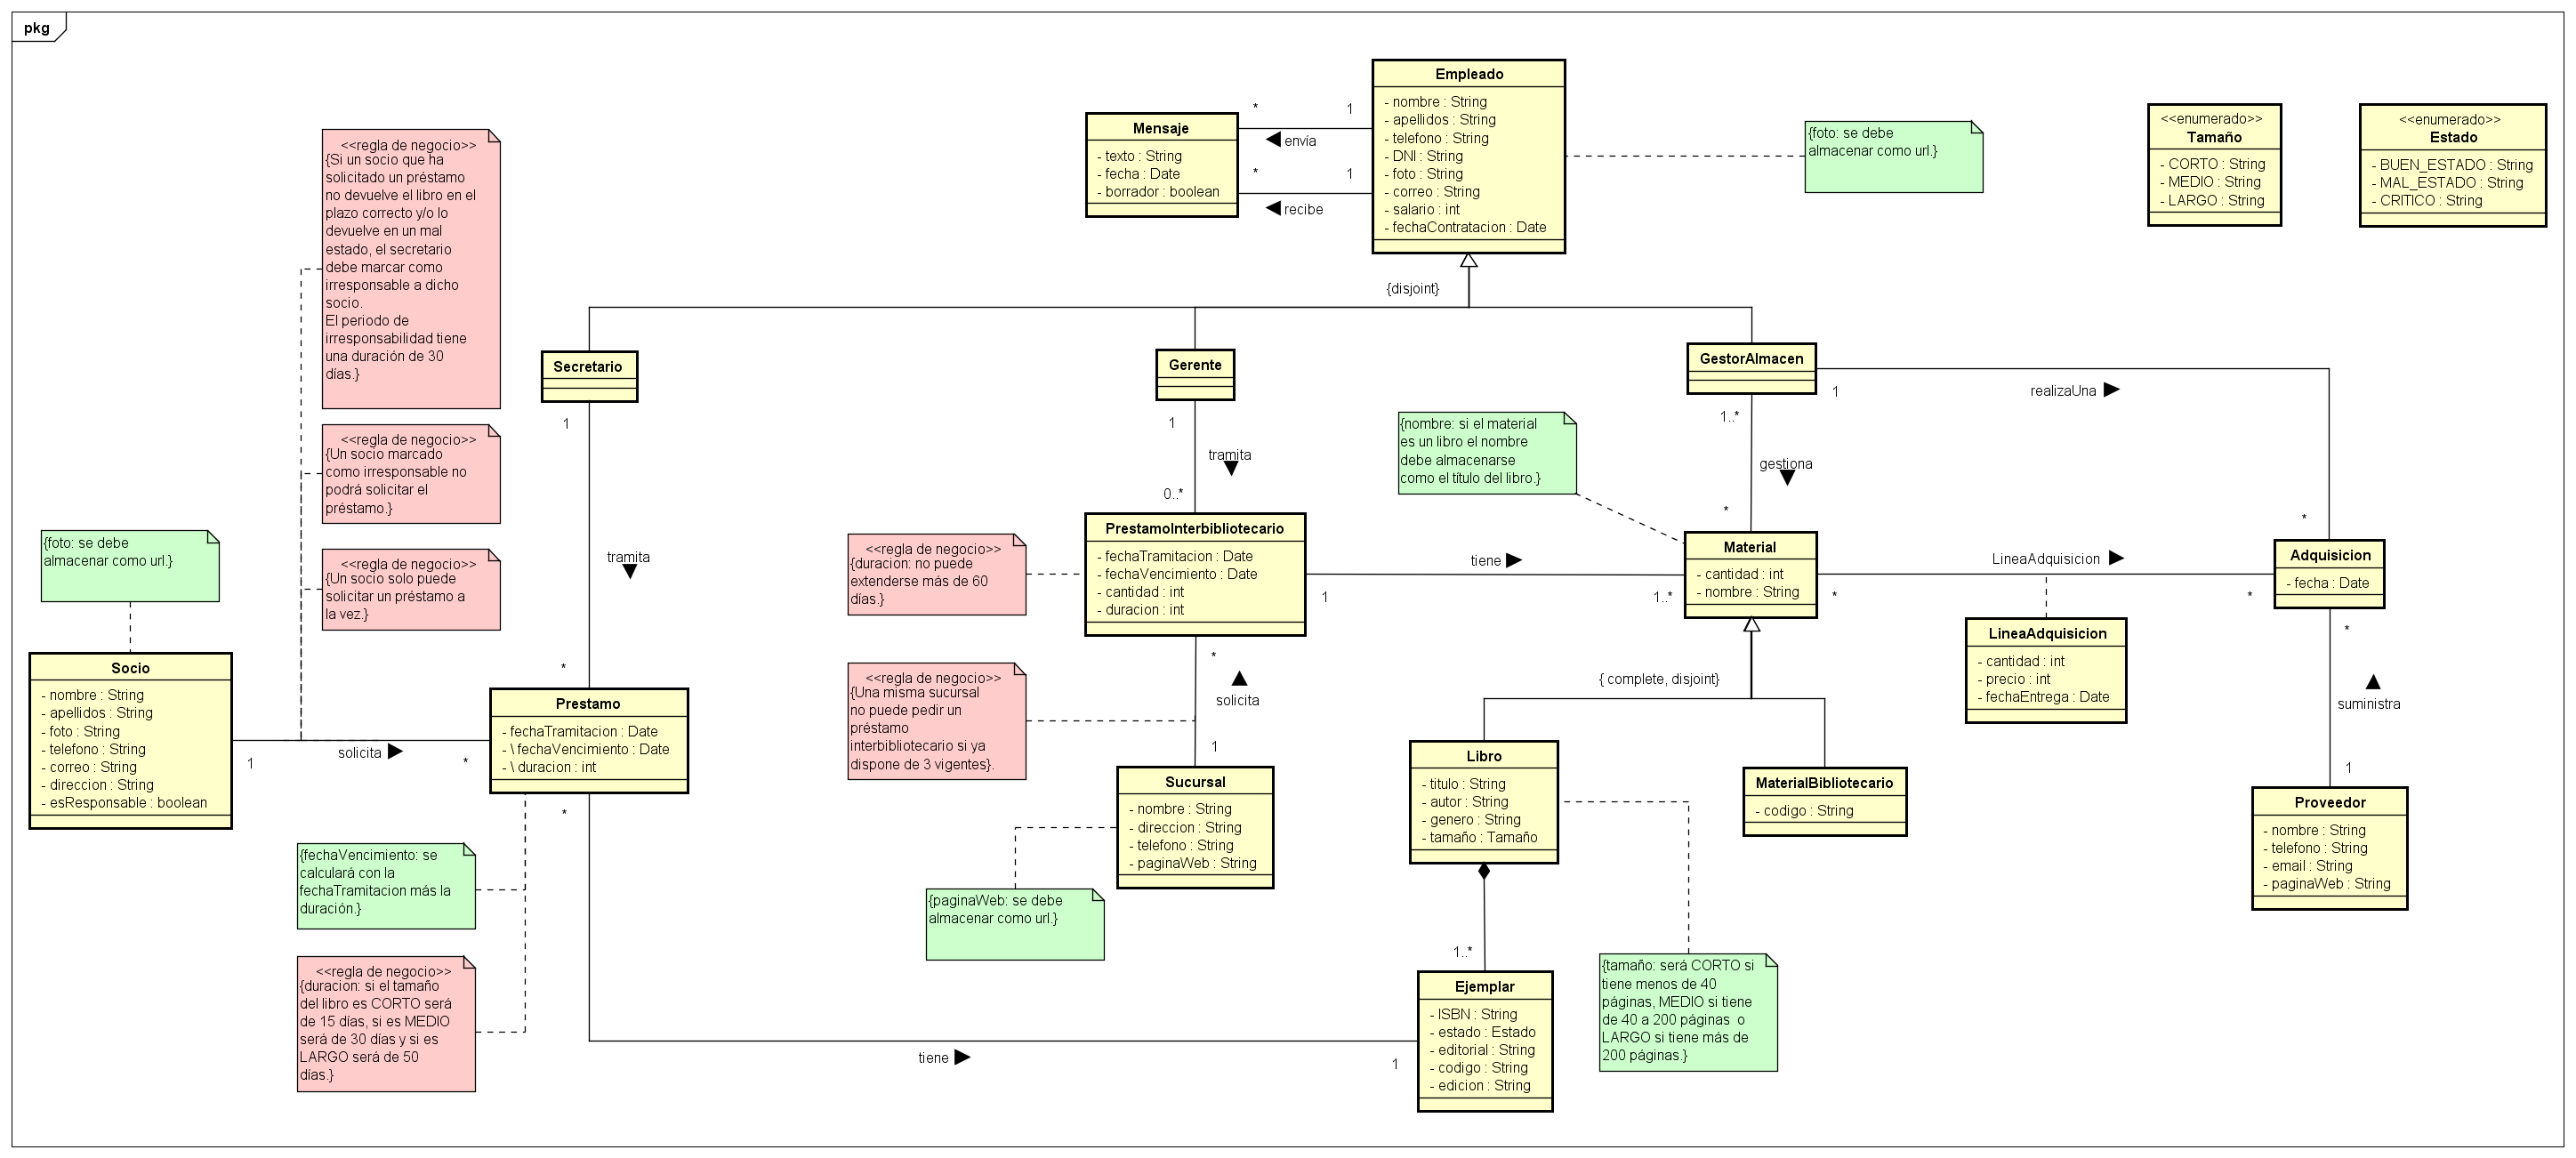 pkg
Empleado
- nombre : String
- apellidos : String
- telefono : String
- DNI : String
- foto : String
- correo : String
- salario : int
- fechaContratacion : Date
Mensaje
- texto : String
- fecha : Date
- borrador : boolean
*
1
envía
*
1
recibe
{foto: se debe
almacenar como url.}
<<enumerado>>
Tamaño
- CORTO : String
- MEDIO : String
- LARGO : String
<<enumerado>>
Estado
- BUEN_ESTADO : String
- MAL_ESTADO : String
- CRITICO : String
<<regla de negocio>>
{Si un socio que ha
solicitado un préstamo
no devuelve el libro en el
plazo correcto y/o lo
devuelve en un mal
estado, el secretario
debe marcar como
irresponsable a dicho
socio.
El periodo de
irresponsabilidad tiene
una duración de 30
días.}
{disjoint}
Secretario
Gerente
GestorAlmacen
1
1
1..*
1
realizaUna
<<regla de negocio>>
{Un socio marcado
como irresponsable no
podrá solicitar el
préstamo.}
{nombre: si el material
es un libro el nombre
debe almacenarse
como el título del libro.}
tramita
gestiona
0..*
*
*
{foto: se debe
almacenar como url.}
<<regla de negocio>>
{Un socio solo puede
solicitar un préstamo a
la vez.}
tramita
<<regla de negocio>>
{duración: no puede
extenderse más de 60
días.}
PrestamoInterbibliotecario
- fechaTramitacion : Date
- fechaVencimiento : Date
- cantidad : int
- duracion : int
tiene
1
1..*
Material
- cantidad : int
- nombre : String
LineaAdquisicion
*
*
Adquisicion
- fecha : Date
LineaAdquisicion
- cantidad : int
- precio : int
- fechaEntrega : Date
Socio
- nombre : String
- apellidos : String
- foto : String
- telefono : String
- correo : String
- direccion : String
- esResponsable : boolean
1
solicita
*
*
Prestamo
- fechaTramitacion : Date
- \ fechaVencimiento : Date
- \ duracion : int
*
<<regla de negocio>>
{Una misma sucursal
no puede pedir un
préstamo
interbibliotecario si ya
dispone de 3 vigentes}.
*
solicita
1
{ complete, disjoint}
*
suministra
1
Sucursal
- nombre : String
- direccion : String
- telefono : String
- paginaWeb : String
Libro
- titulo : String
- autor : String
- genero : String
- tamaño : Tamaño
MaterialBibliotecario
- codigo : String
Proveedor
- nombre : String
- telefono : String
- email : String
- paginaWeb : String
{fechaVencimiento: se
calculará con la
fechaTramitacion más la
duración.}
{paginaWeb: se debe
almacenar como url.}
1..*
<<regla de negocio>>
{duracion: si el tamaño
del libro es CORTO será
de 15 días, si es MEDIO
será de 30 días y si es
LARGO será de 50
días.}
tiene
1
Ejemplar
- ISBN : String
- estado : Estado
- editorial : String
- codigo : String
- edicion : String
{tamaño: será CORTO si
tiene menos de 40
páginas, MEDIO si tiene
de 40 a 200 páginas  o
LARGO si tiene más de
200 páginas.}